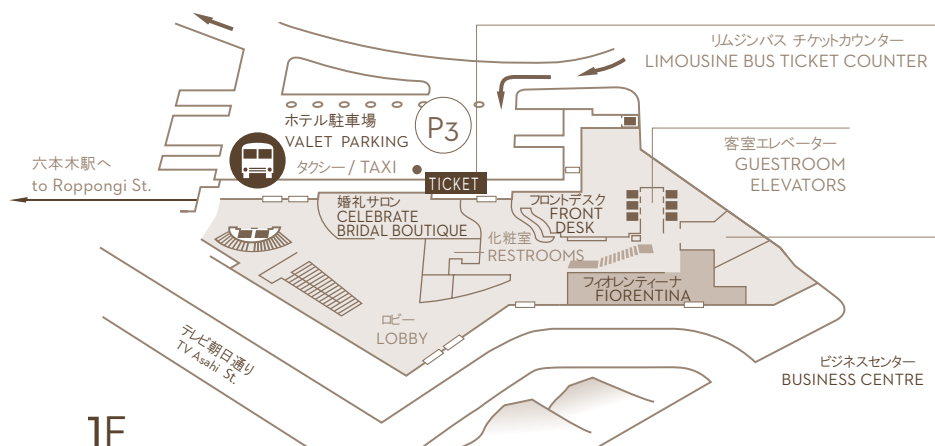 リムジンバス チケットカウンター
LIMOUSINE BUS TICKET COUNTER
ホテル駐車場
VALET PARKING
P3
客室エレベーター
GUESTROOM
ELEVATORS
六本木駅へ
to Roppongi St.
タクシー / TAXI
TICKET
婚礼サロン
CELEBRATE
BRIDAL BOUTIQUE
フロントデスク
FRONT
DESK
化粧室
RESTROOMS
フィオレンティーナ
FIORENTINA
ロビー
LOBBY
テレビ朝日通り
TV Asahi St.
ビジネスセンター
BUSINESS CENTRE
1F